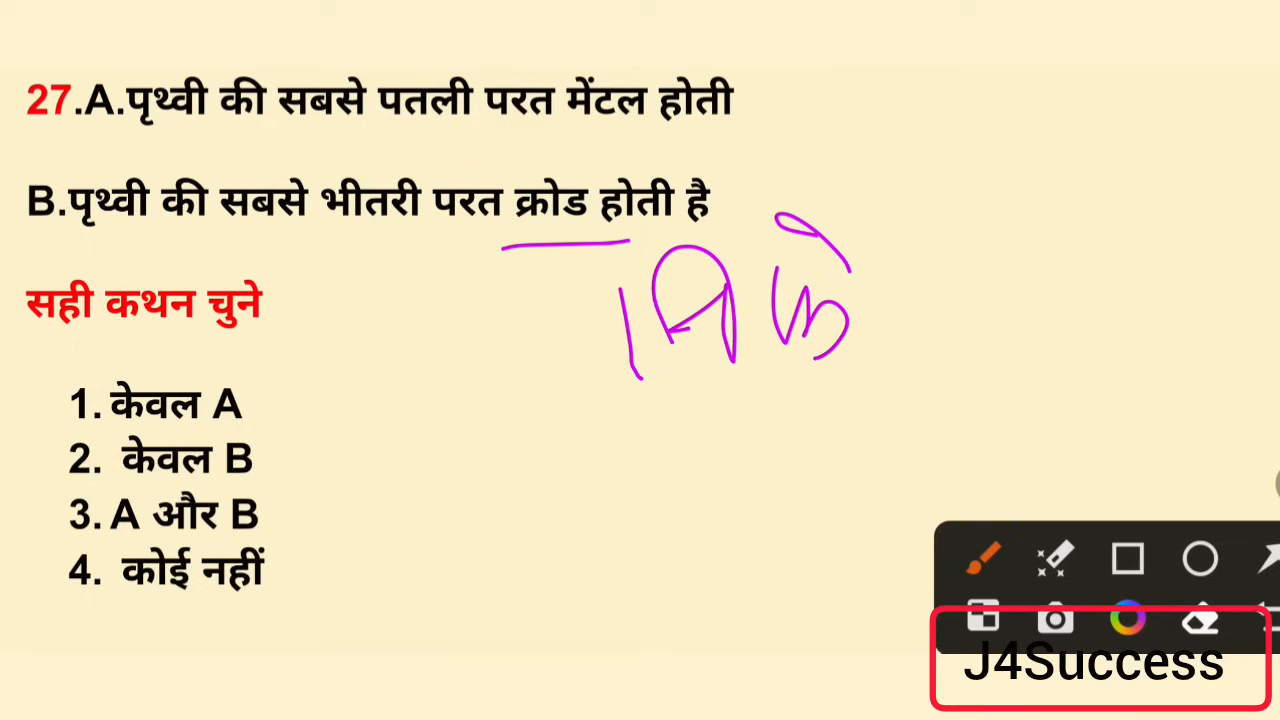 27.A.पृथ्वी की सबसे पतली परत मेंटल होती
B.पृथ्वी की सबसे भीतरी परत क्रोड होती है
सही कथन चुने
1. केवल A
2. केवल B
3. A और B
4. कोई नहीं
J4Success